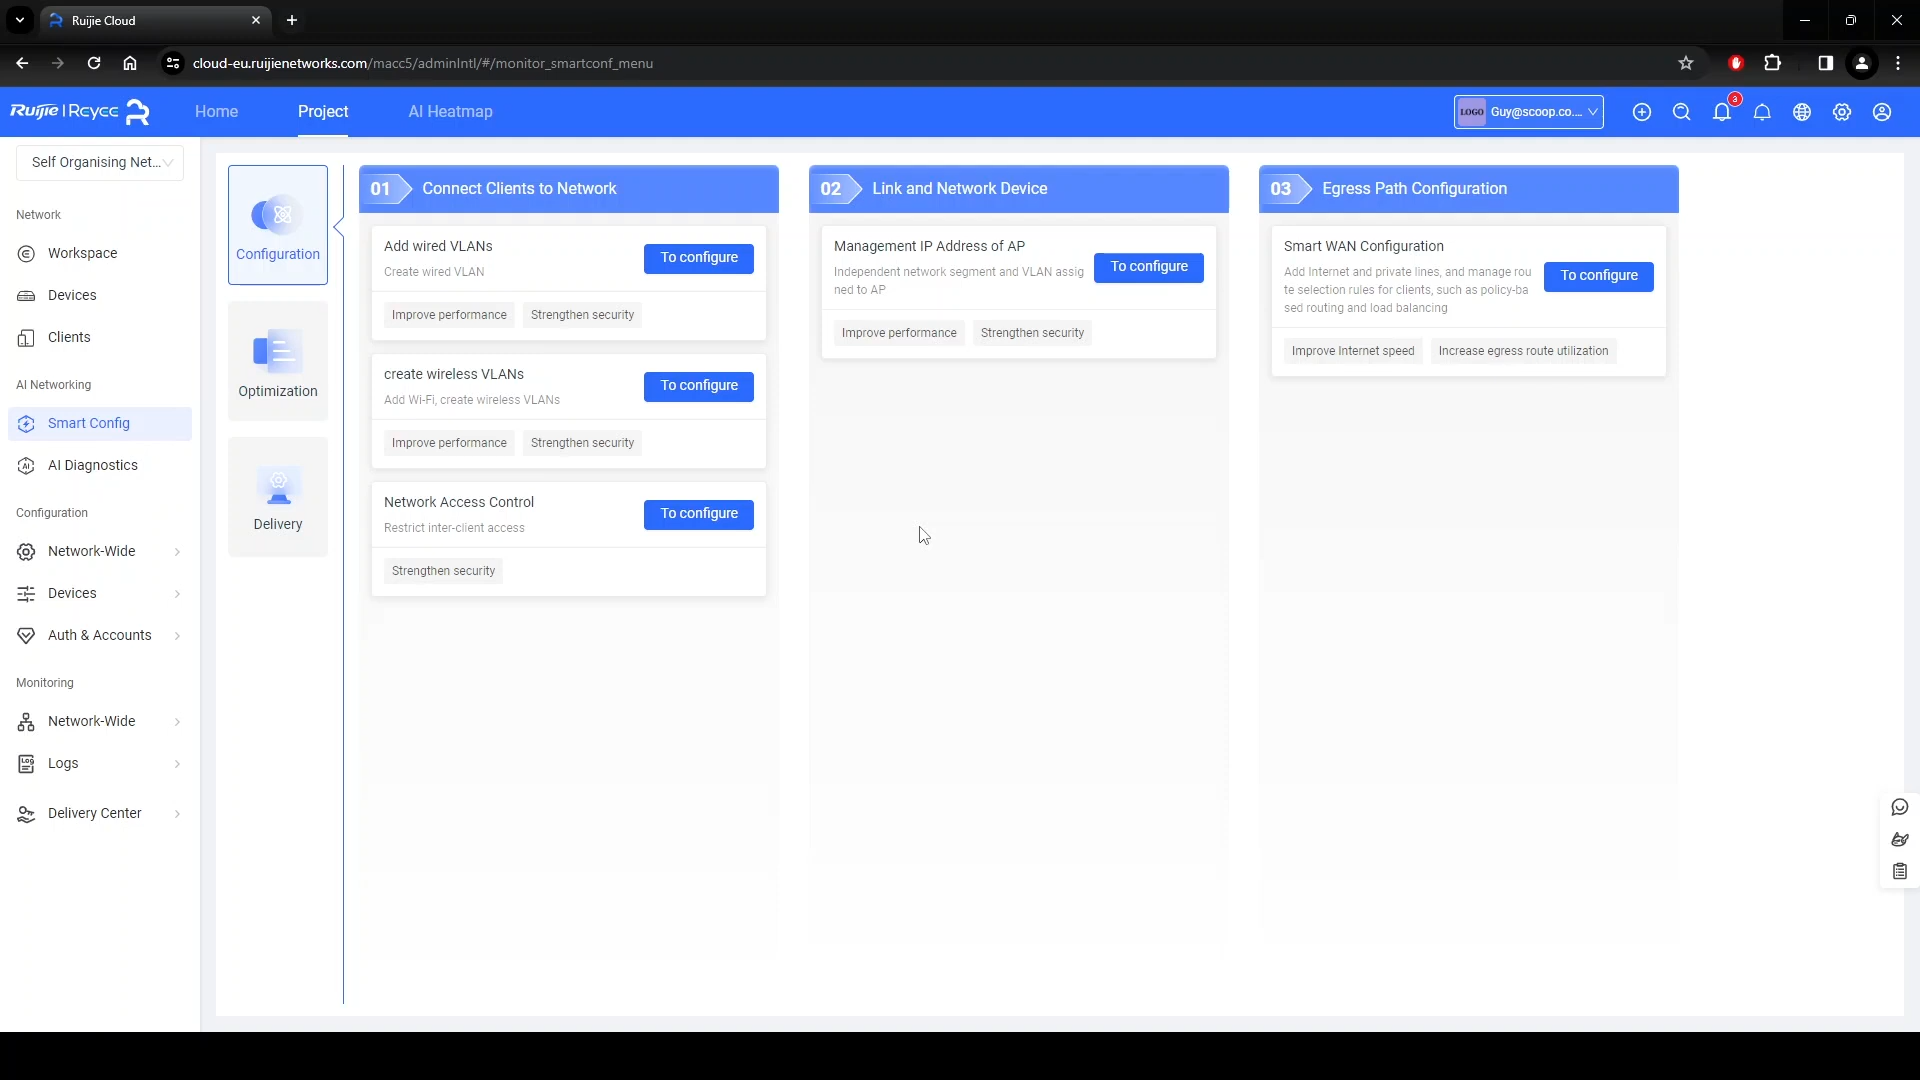 Ruijie Cloud
cloud-eu.ruijienetworks.com/macc5/adminIntl/#/monitor_smartconf_menu
Ruijie | Reyee
Home
Project
AI Heatmap
LOGO
Guy@scoop.co....
3
Self Organising Net...
Network
Workspace
Devices
Clients
AI Networking
Smart Config
AI Diagnostics
Configuration
Network-Wide
Devices
Auth & Accounts
Monitoring
Network-Wide
Logs
Delivery Center
Configuration
Optimization
Delivery
01
Connect Clients to Network
Add wired VLANs
Create wired VLAN
To configure
Improve performance
Strengthen security
create wireless VLANs
Add Wi-Fi, create wireless VLANs
To configure
Improve performance
Strengthen security
Network Access Control
Restrict inter-client access
To configure
Strengthen security
02
Link and Network Device
Management IP Address of AP
Independent network segment and VLAN assig
ned to AP
To configure
Improve performance
Strengthen security
03
Egress Path Configuration
Smart WAN Configuration
Add Internet and private lines, and manage rou
te selection rules for clients, such as policy-ba
sed routing and load balancing
To configure
Improve Internet speed
Increase egress route utilization